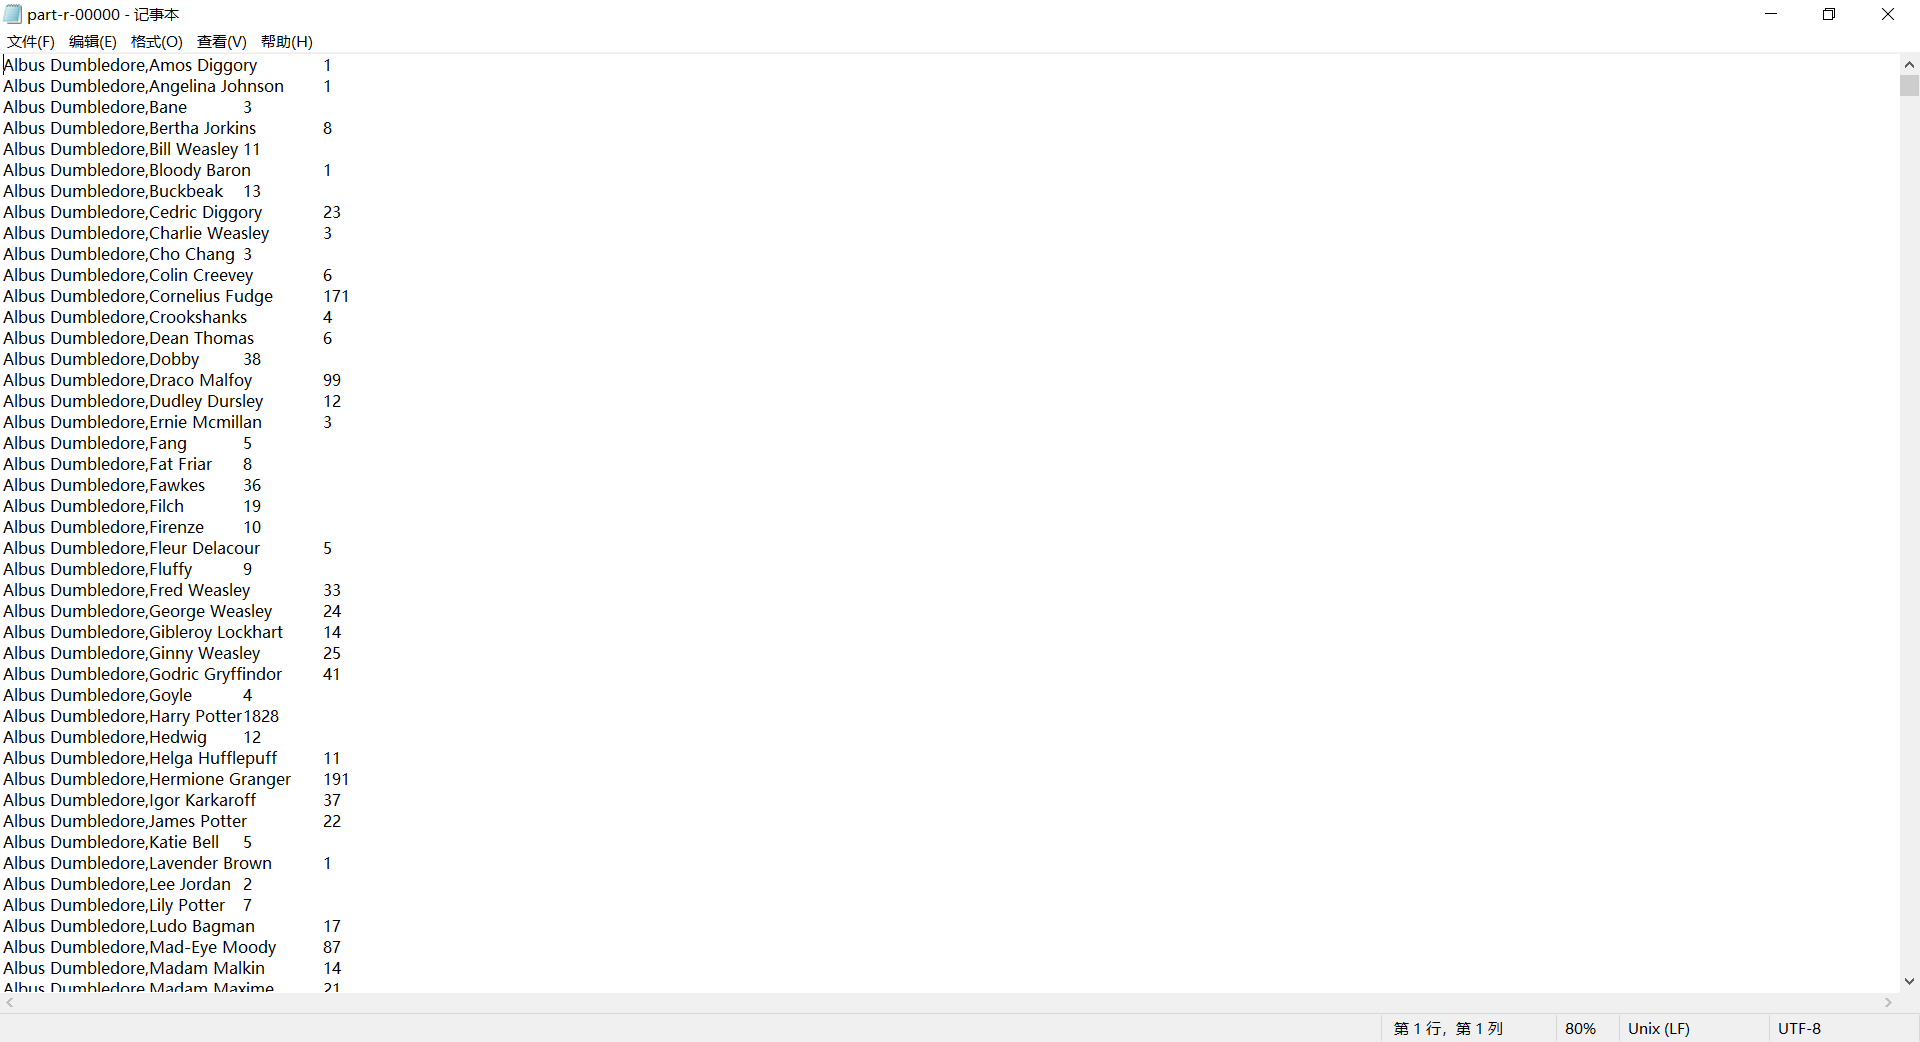 part-r-00000 - 记事本
文件(F) 编辑(E) 格式(O) 查看(V) 帮助(H)
Albus Dumbledore,Amos Diggory	1
Albus Dumbledore,Angelina Johnson	1
Albus Dumbledore,Bane	3
Albus Dumbledore,Bertha Jorkins	8
Albus Dumbledore,Bill Weasley	11
Albus Dumbledore,Bloody Baron	1
Albus Dumbledore,Buckbeak	13
Albus Dumbledore,Cedric Diggory	23
Albus Dumbledore,Charlie Weasley	3
Albus Dumbledore,Cho Chang	3
Albus Dumbledore,Colin Creevey	6
Albus Dumbledore,Cornelius Fudge	171
Albus Dumbledore,Crookshanks	4
Albus Dumbledore,Dean Thomas	6
Albus Dumbledore,Dobby	38
Albus Dumbledore,Draco Malfoy	99
Albus Dumbledore,Dudley Dursley	12
Albus Dumbledore,Ernie Mcmillan	3
Albus Dumbledore,Fang	5
Albus Dumbledore,Fat Friar	8
Albus Dumbledore,Fawkes	36
Albus Dumbledore,Filch	19
Albus Dumbledore,Firenze	10
Albus Dumbledore,Fleur Delacour	5
Albus Dumbledore,Fluffy	9
Albus Dumbledore,Fred Weasley	33
Albus Dumbledore,George Weasley	24
Albus Dumbledore,Gibleroy Lockhart	14
Albus Dumbledore,Ginny Weasley	25
Albus Dumbledore,Godric Gryffindor	41
Albus Dumbledore,Goyle	4
Albus Dumbledore,Harry Potter	1828
Albus Dumbledore,Hedwig	12
Albus Dumbledore,Helga Hufflepuff	11
Albus Dumbledore,Hermione Granger	191
Albus Dumbledore,Igor Karkaroff	37
Albus Dumbledore,James Potter	22
Albus Dumbledore,Katie Bell	5
Albus Dumbledore,Lavender Brown	1
Albus Dumbledore,Lee Jordan	2
Albus Dumbledore,Lily Potter	7
Albus Dumbledore,Ludo Bagman	17
Albus Dumbledore,Mad-Eye Moody	87
Albus Dumbledore,Madam Malkin	14
Albus Dumbledore,Madam Maxime	21
第 1 行，第 1 列 80% Unix (LF) UTF-8